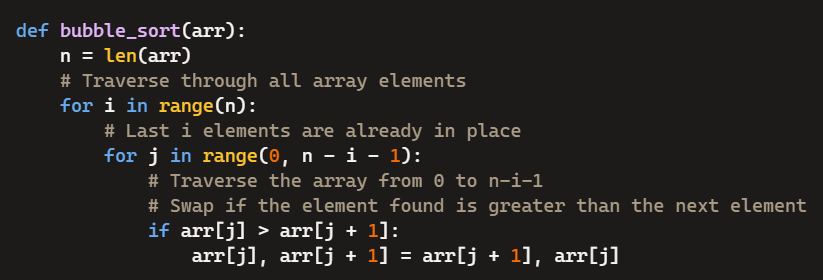 def bubble_sort(arr):
    n = len(arr)
    # Traverse through all array elements
    for i in range(n):
        # Last i elements are already in place
        for j in range(0, n - i - 1):
            # Traverse the array from 0 to n-i-1
            # Swap if the element found is greater than the next element
            if arr[j] > arr[j + 1]:
                arr[j], arr[j + 1] = arr[j + 1], arr[j]